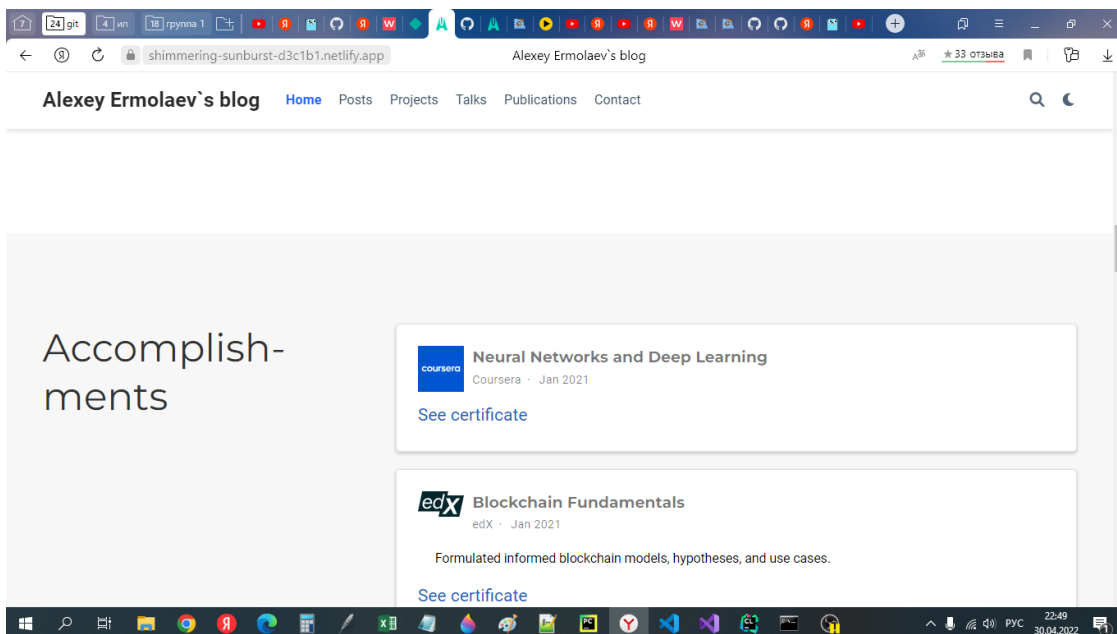 7 24 git 4 ип 18 группа 1
shimmering-sunburst-d3c1b1.netlify.app Alexey Ermolaev's blog ★ 33 отзыва
Alexey Ermolaev`s blog Home Posts Projects Talks Publications Contact
Accomplish-
ments
coursera
Neural Networks and Deep Learning
Coursera · Jan 2021
See certificate
edX
Blockchain Fundamentals
edX · Jan 2021
Formulated informed blockchain models, hypotheses, and use cases.
See certificate
РУС
22:49
30.04.2022